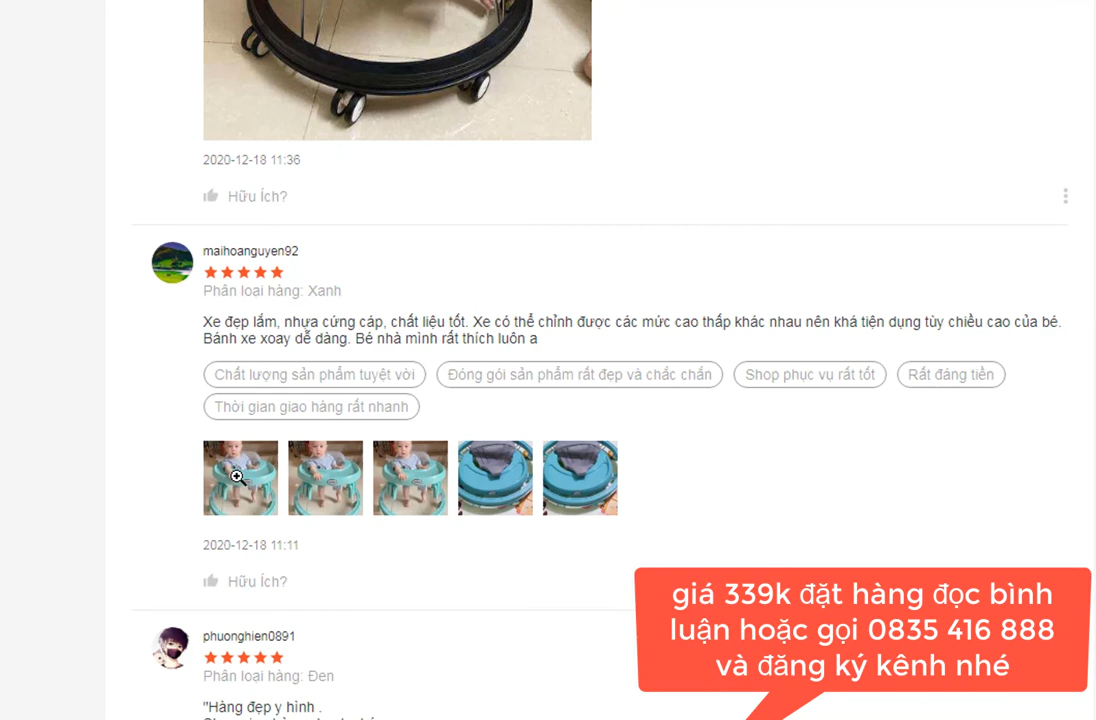 2020-12-18 11:36
Hữu Ích?
maihoanguyen92
Phân loại hàng: Xanh
Xe đẹp lắm, nhựa cứng cáp, chất liệu tốt. Xe có thể chỉnh được các mức cao thấp khác nhau nên khá tiện dụng tùy chiều cao của bé.
Bánh xe xoay dễ dàng. Bé nhà mình rất thích luôn a
Chất lượng sản phẩm tuyệt vời Đóng gói sản phẩm rất đẹp và chắc chắn Shop phục vụ rất tốt Rất đáng tiền
Thời gian giao hàng rất nhanh
2020-12-18 11:11
Hữu Ích?
phuonghien0891
Phân loại hàng: Đen
"Hàng đẹp y hình .
giá 339k đặt hàng đọc bình
luận hoặc gọi 0835 416 888
và đăng ký kênh nhé